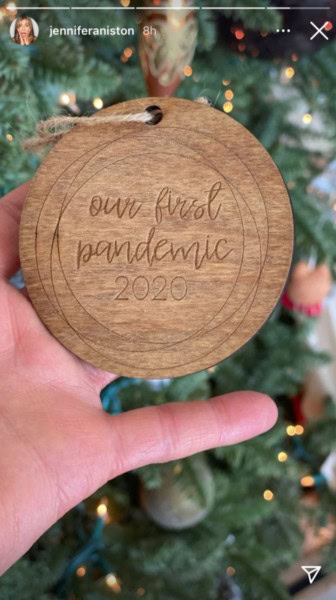 jenniferaniston 8h
our first
pandemic
2020